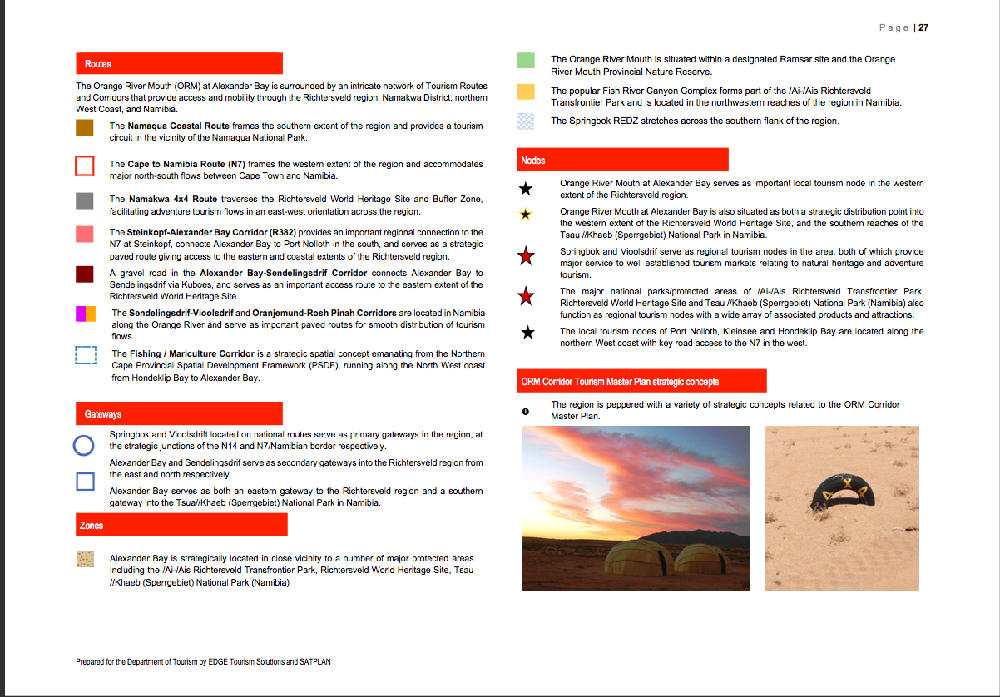 Page | 27
Routes
The Orange River Mouth (ORM) at Alexander Bay is surrounded by an intricate network of Tourism Routes
and Corridors that provide access and mobility through the Richtersveld region, Namakwa District, northern
West Coast, and Namibia.
The Namaqua Coastal Route frames the southern extent of the region and provides a tourism
circuit in the vicinity of the Namaqua National Park.
The Cape to Namibia Route (N7) frames the western extent of the region and accommodates
major north-south flows between Cape Town and Namibia.
The Namakwa 4x4 Route traverses the Richtersveld World Heritage Site and Buffer Zone,
facilitating adventure tourism flows in an east-west orientation across the region.
The Steinkopf-Alexander Bay Corridor (R382) provides an important regional connection to the
N7 at Steinkopf, connects Alexander Bay to Port Nolloth in the south, and serves as a strategic
paved route giving access to the eastern and coastal extents of the Richtersveld region.
A gravel road in the Alexander Bay-Sendelingsdrif Corridor connects Alexander Bay to
Sendelingsdrif via Kuboes, and serves as an important access route to the eastern extent of the
Richtersveld World Heritage Site.
The Sendelingsdrif-Vioolsdrif and Oranjemund-Rosh Pinah Corridors are located in Namibia
along the Orange River and serve as important paved routes for smooth distribution of tourism
flows.
The Fishing / Mariculture Corridor is a strategic spatial concept emanating from the Northern
Cape Provincial Spatial Development Framework (PSDF), running along the North West coast
from Hondeklip Bay to Alexander Bay.
Gateways
Springbok and Vioolsdrift located on national routes serve as primary gateways in the region, at
the strategic junctions of the N14 and N7/Namibian border respectively.
Alexander Bay and Sendelingsdrif serve as secondary gateways into the Richtersveld region from
the east and north respectively.
Alexander Bay serves as both an eastern gateway to the Richtersveld region and a southern
gateway into the Tsua//Khaeb (Sperrgebiet) National Park in Namibia.
Zones
Alexander Bay is strategically located in close vicinity to a number of major protected areas
including the /Ai-/Ais Richtersveld Transfrontier Park, Richtersveld World Heritage Site, Tsau
//Khaeb (Sperrgebiet) National Park (Namibia)
The Orange River Mouth is situated within a designated Ramsar site and the Orange
River Mouth Provincial Nature Reserve.
The popular Fish River Canyon Complex forms part of the /Ai-/Ais Richtersveld
Transfrontier Park and is located in the northwestern reaches of the region in Namibia.
The Springbok REDZ stretches across the southern flank of the region.
Nodes
Orange River Mouth at Alexander Bay serves as important local tourism node in the western
extent of the Richtersveld region.
Orange River Mouth at Alexander Bay is also situated as both a strategic distribution point into
the western extent of the Richtersveld World Heritage Site, and the southern reaches of the
Tsau //Khaeb (Sperrgebiet) National Park in Namibia.
Springbok and Vioolsdrif serve as regional tourism nodes in the area, both of which provide
major service to well established tourism markets relating to natural heritage and adventure
tourism.
The major national parks/protected areas of /Ai-/Ais Richtersveld Transfrontier Park,
Richtersveld World Heritage Site and Tsau //Khaeb (Sperrgebiet) National Park (Namibia) also
function as regional tourism nodes with a wide array of associated products and attractions.
The local tourism nodes of Port Nolloth, Kleinsee and Hondeklip Bay are located along the
northern West coast with key road access to the N7 in the west.
ORM Corridor Tourism Master Plan strategic concepts
The region is peppered with a variety of strategic concepts related to the ORM Corridor
Master Plan.
Prepared for the Department of Tourism by EDGE Tourism Solutions and SATPLAN